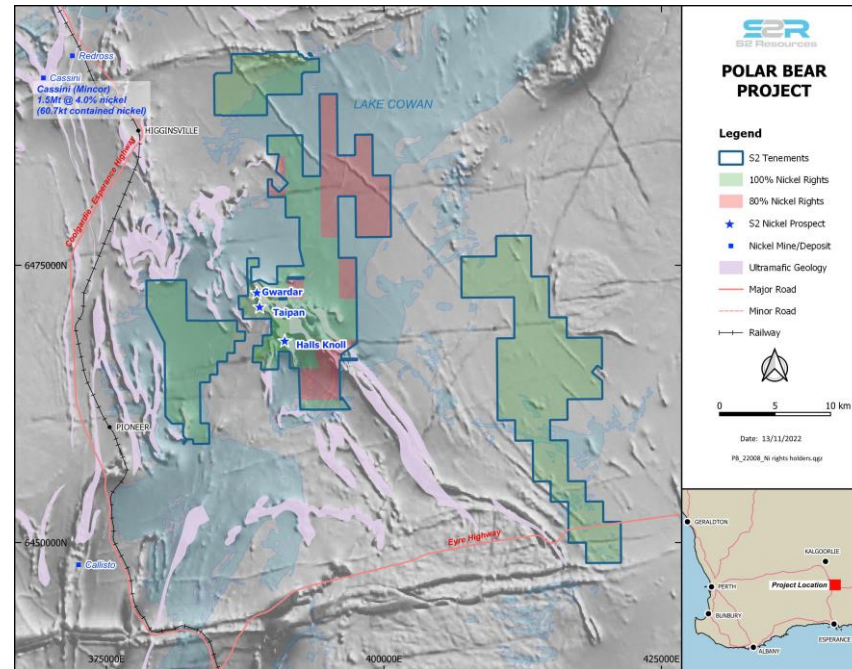 Redross
Cassini
Cassini (Mincor)
1.5Mt @ 4.0% nickel
(60.7kt contained nickel)
HIGGINSVILLE
Coolgardie - Esperance Highway
LAKE COWAN
6475000N
Gwardar
Taipan
Halls Knoll
PIONEER
6450000N
Callisto
Eyre Highway
375000E
400000E
425000E
S2R
S2 Resources
POLAR BEAR
PROJECT
Legend
S2 Tenements
100% Nickel Rights
80% Nickel Rights
S2 Nickel Prospect
Nickel Mine/Deposit
Ultramafic Geology
Major Road
Minor Road
Railway
0 5 10 km
Date: 13/11/2022
PB_22008_Ni rights holders.qgz
GERALDTON
KALGOORLIE
Project Location
PERTH
BUNBURY
ESPERANCE
ALBANY